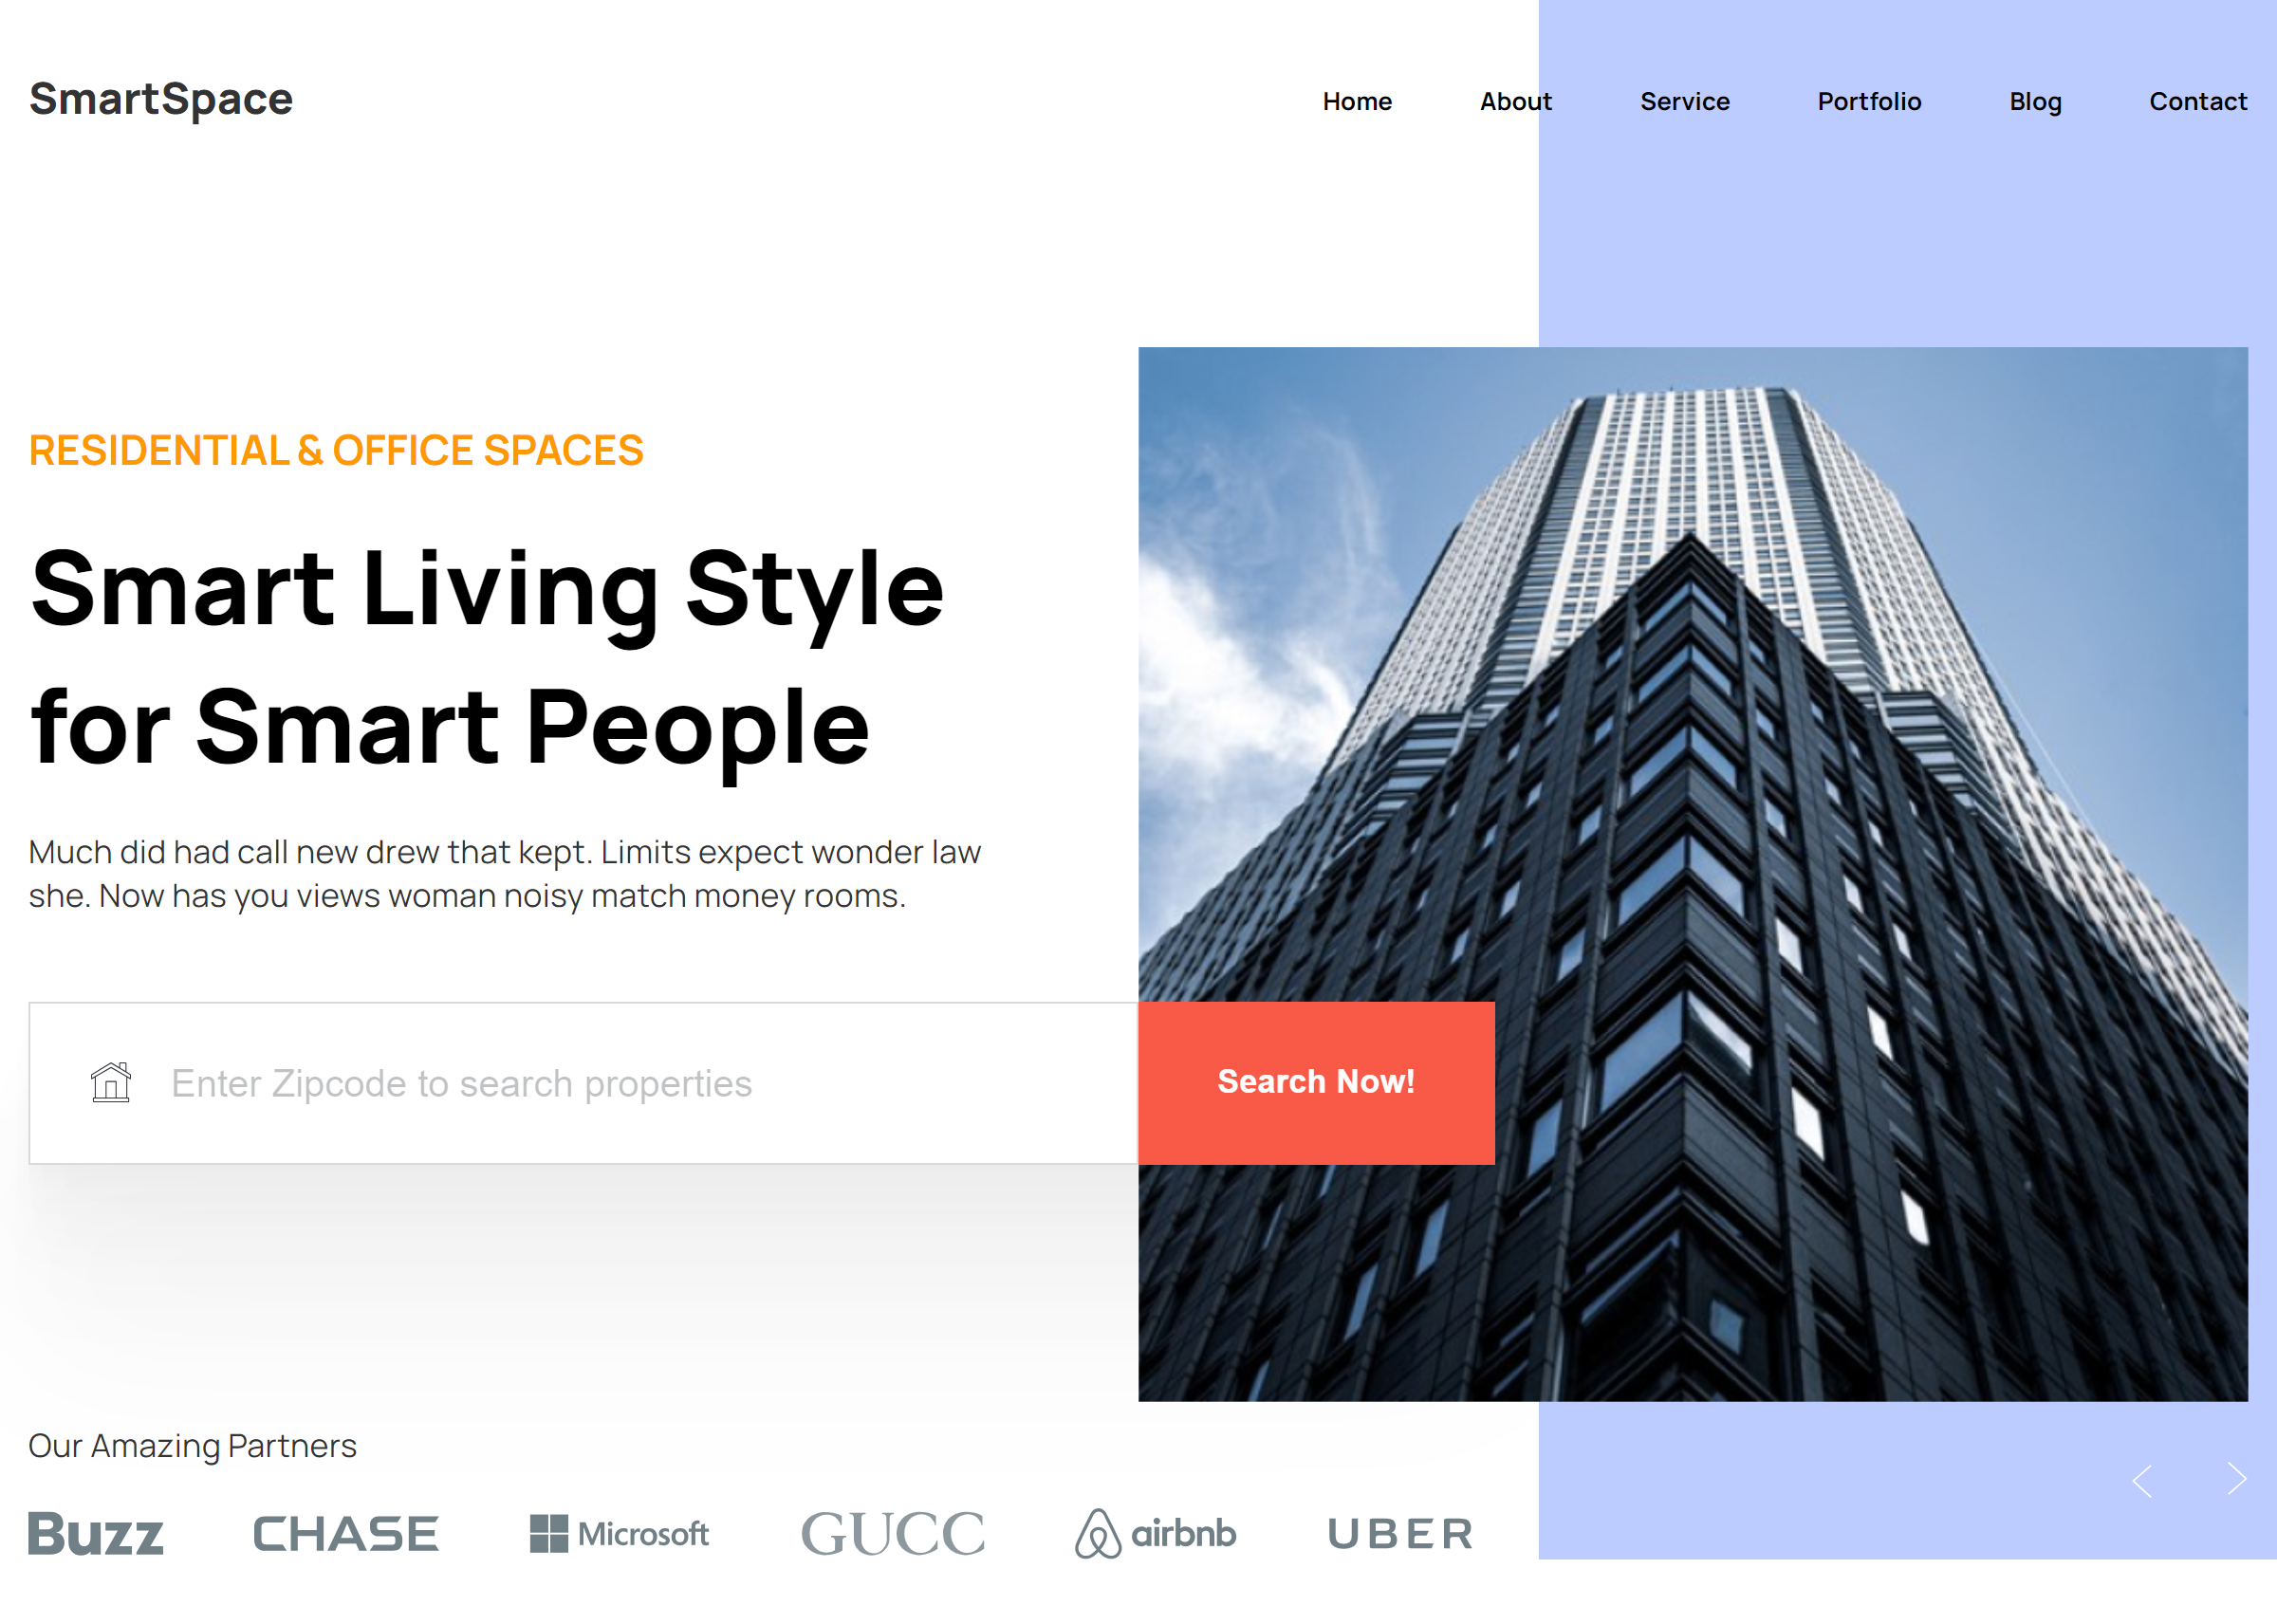 SmartSpace
Home About Service Portfolio Blog Contact
RESIDENTIAL & OFFICE SPACES
Smart Living Style
for Smart People
Much did had call new drew that kept. Limits expect wonder law
she. Now has you views woman noisy match money rooms.
Enter Zipcode to search properties
Search Now!
Our Amazing Partners
Buzz CHASE Microsoft GUCC airbnb UBER